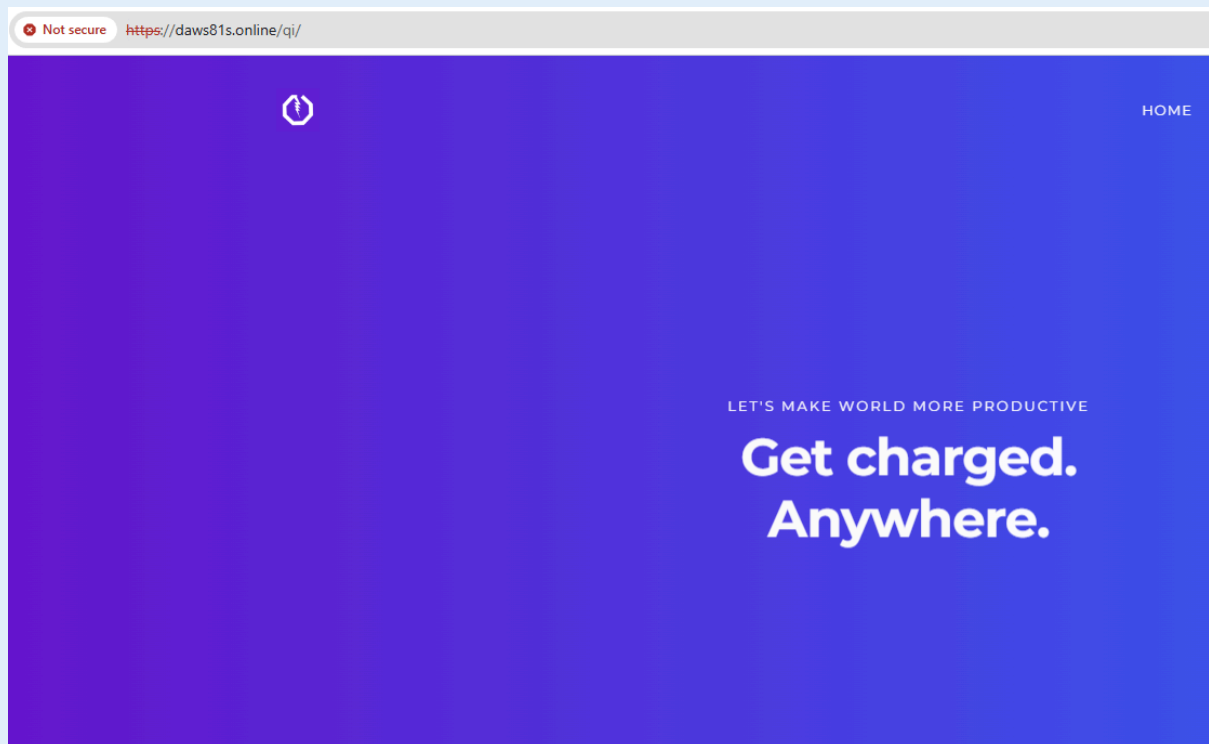 Not secure https://daws81s.online/qi/
HOME
LET'S MAKE WORLD MORE PRODUCTIVE
Get charged.
Anywhere.